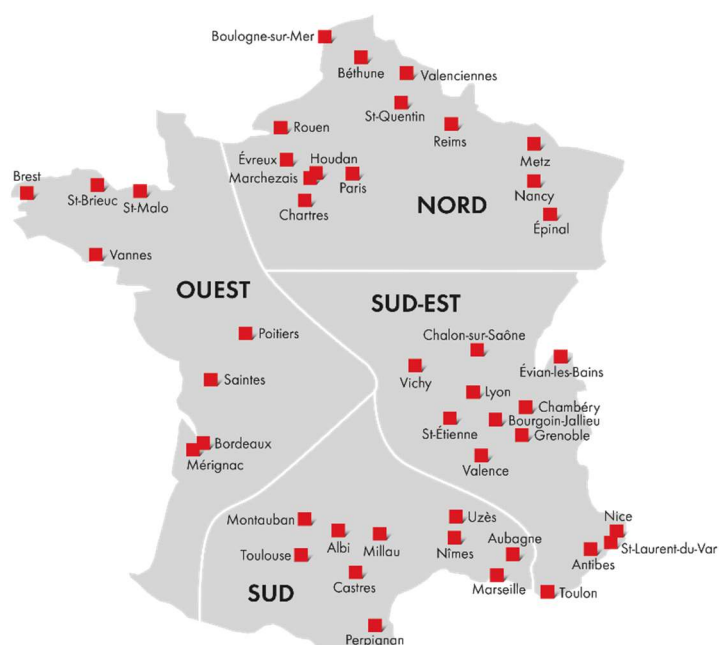 Boulogne-sur-Mer
Béthune
Valenciennes
St-Quentin
Rouen
Reims
Évreux
Houdan
Metz
Marchezais
Paris
Brest
St-Brieuc
St-Malo
Nancy
Chartres
NORD
Épinal
Vannes
OUEST
SUD-EST
Poitiers
Chalon-sur-Saône
Évian-les-Bains
Vichy
Saintes
Lyon
Chambéry
Bourgoin-Jallieu
St-Étienne
Grenoble
Bordeaux
Mérignac
Valence
Montauban
Uzès
Nice
Albi
Millau
Nîmes
Aubagne
St-Laurent-du-Var
Toulouse
Antibes
Castres
Marseille
SUD
Toulon
Perpignan